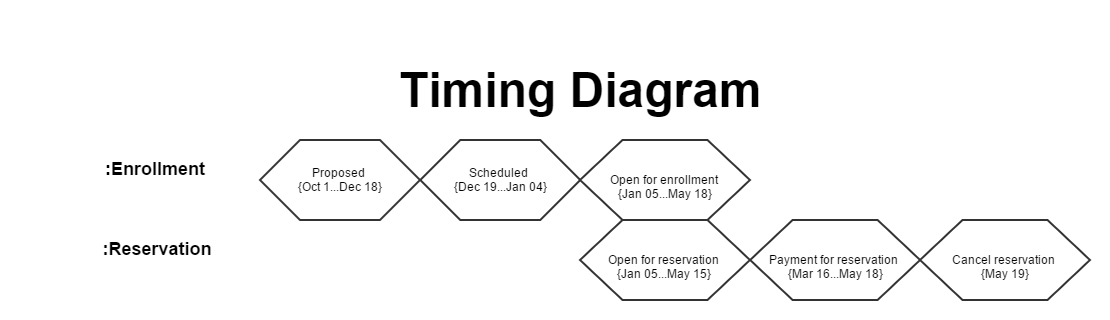 Timing Diagram
:Enrollment
Proposed
{Oct 1...Dec 18}
Scheduled
{Dec 19...Jan 04}
Open for enrollment
{Jan 05...May 18}
:Reservation
Open for reservation
{Jan 05...May 15}
Payment for reservation
{Mar 16...May 18}
Cancel reservation
{May 19}